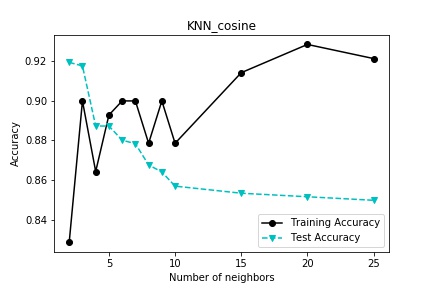 KNN_cosine
Accuracy
0.92
0.90
0.88
0.86
0.84
Training Accuracy
Test Accuracy
5 10 15 20 25
Number of neighbors